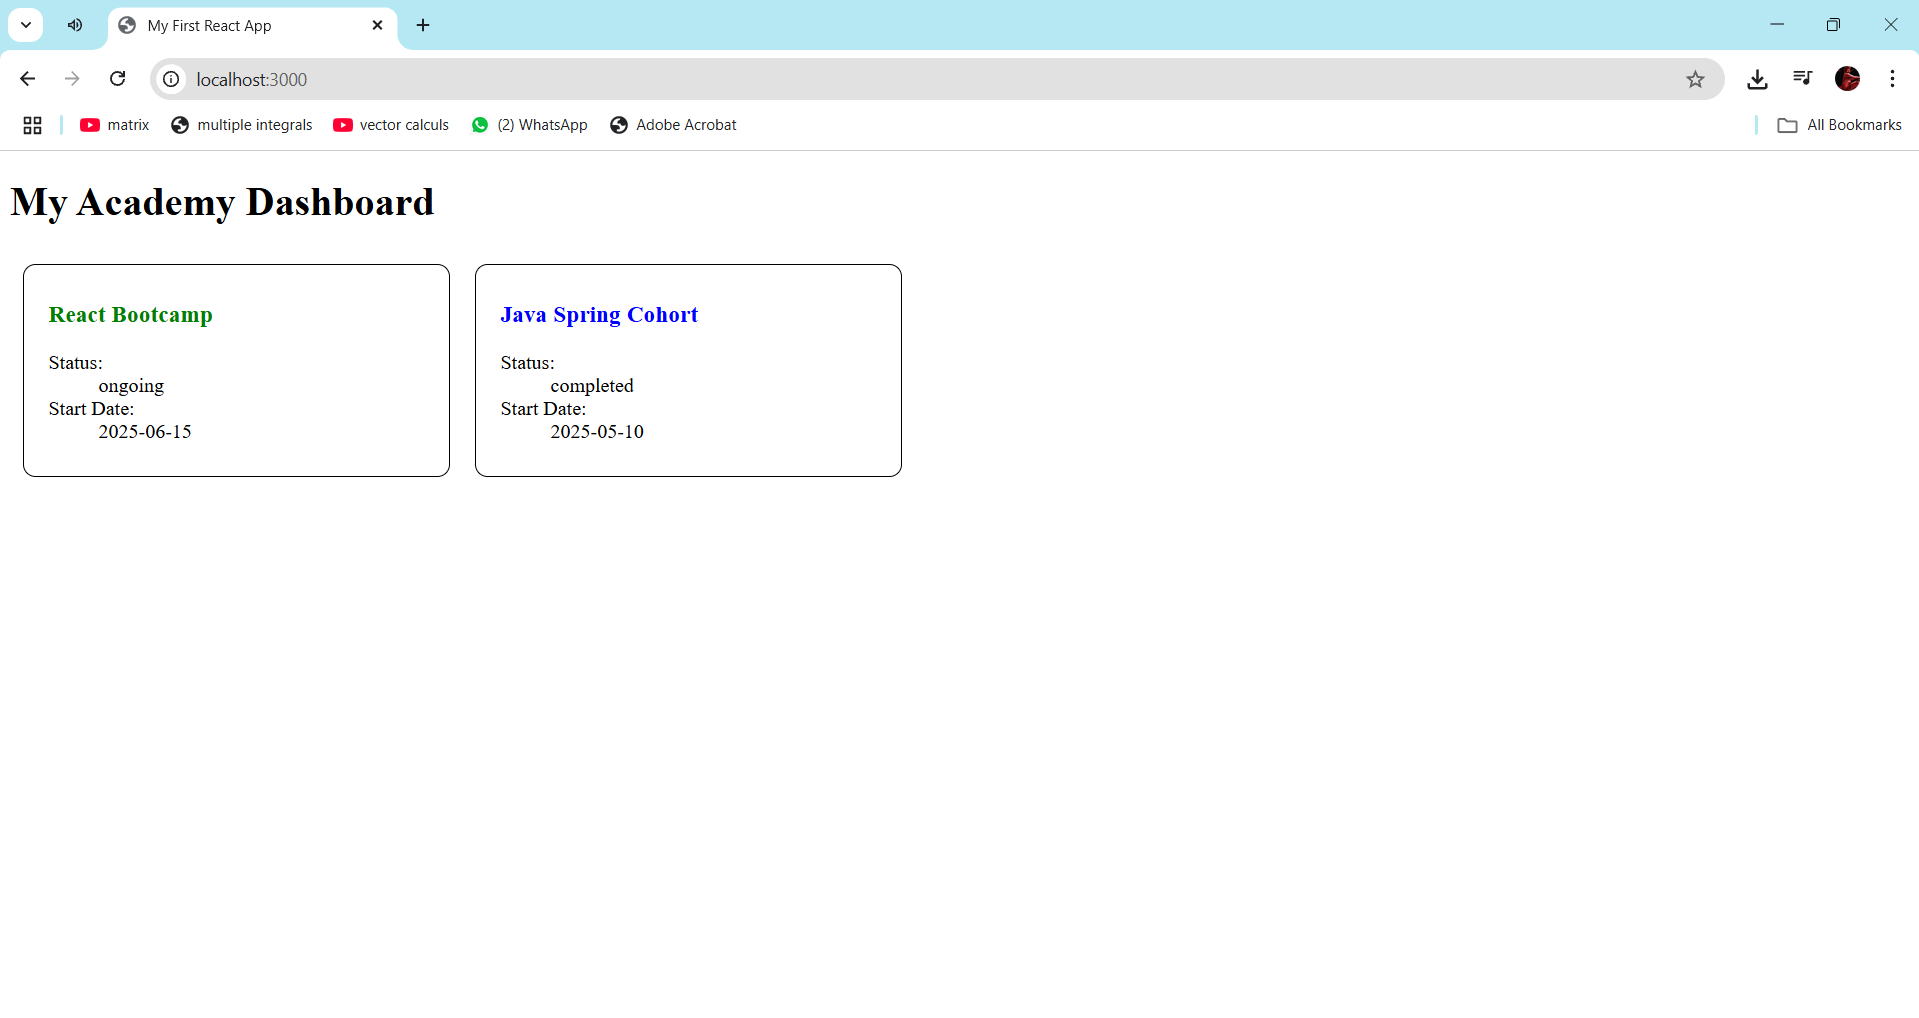 My First React App
localhost:3000
matrix multiple integrals vector calculs (2) WhatsApp Adobe Acrobat All Bookmarks
My Academy Dashboard
React Bootcamp
Status:
ongoing
Start Date:
2025-06-15
Java Spring Cohort
Status:
completed
Start Date:
2025-05-10